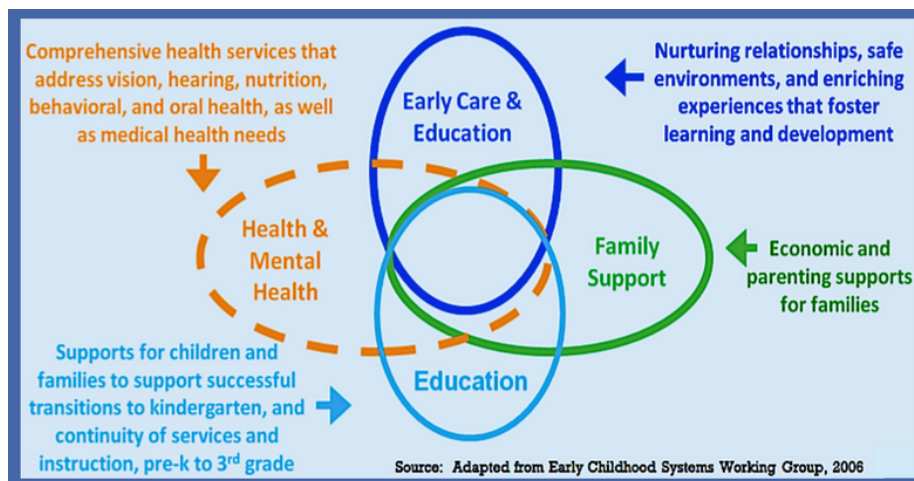 Comprehensive health services that
address vision, hearing, nutrition,
behavioral, and oral health, as well
as medical health needs
Early Care &
Education
Nurturing relationships, safe
environments, and enriching
experiences that foster
learning and development
Health &
Mental
Health
Family
Support
Economic and
parenting supports
for families
Supports for children and
families to support successful
transitions to kindergarten, and
continuity of services and
instruction, pre-k to 3rd grade
Education
Source: Adapted from Early Childhood Systems Working Group, 2006